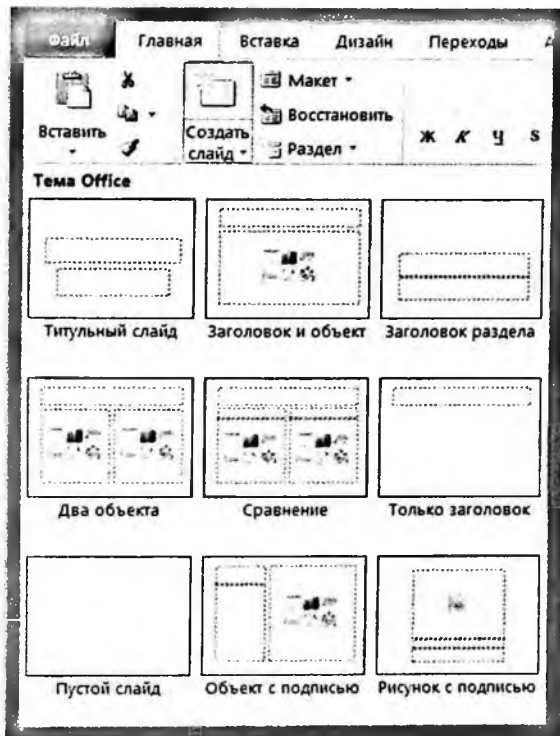 Файл Главная Вставка Дизайн Переходы
Вставить
Создать слайд
Макет
Восстановить
Раздел
Ж К Ч S
Тема Office
Титульный слайд Заголовок и объект Заголовок раздела
Два объекта Сравнение Только заголовок
Пустой слайд Объект с подписью Рисунок с подписью